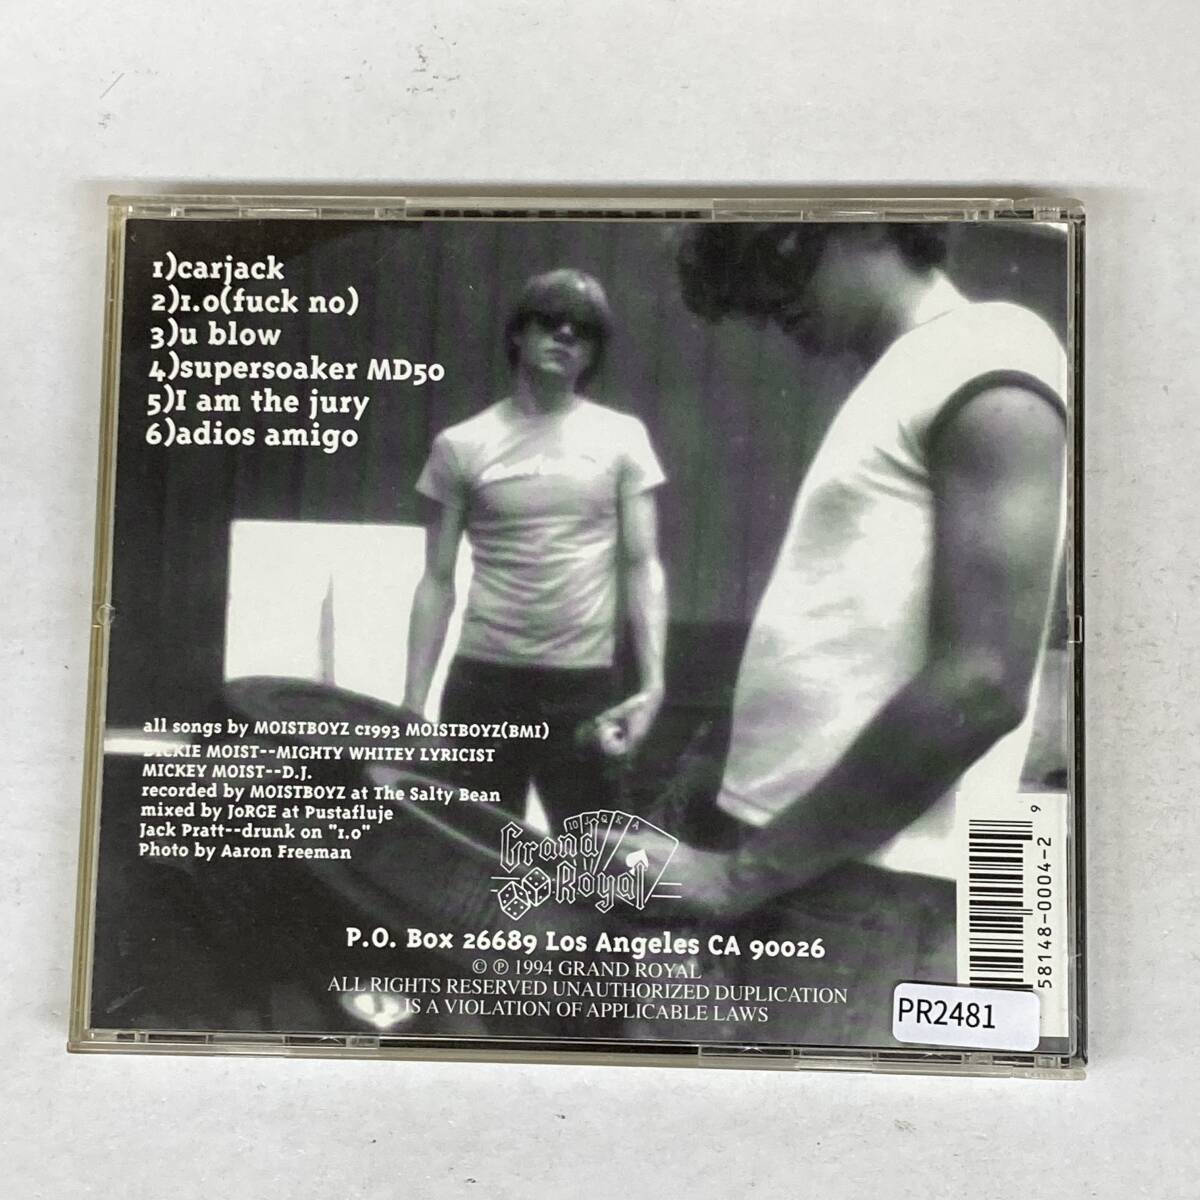 1)carjack
2)1.0(fuck no)
3)u blow
4)supersoaker MD50
5)I am the jury
6)adios amigo
all songs by MOISTBOYZ c1993 MOISTBOYZ(BMI)
DICKIE MOIST--MIGHTY WHITEY LYRICIST
MICKEY MOIST--D.J.
recorded by MOISTBOYZ at The Salty Bean
mixed by JoRGE at Pustafluje
Jack Pratt--drunk on "1.0"
Photo by Aaron Freeman
10 J Q K A
Grand
Royal
P.O. Box 26689 Los Angeles CA 90026
© ℗ 1994 GRAND ROYAL
ALL RIGHTS RESERVED UNAUTHORIZED DUPLICATION
IS A VIOLATION OF APPLICABLE LAWS
58148-0004-2
9
PR2481